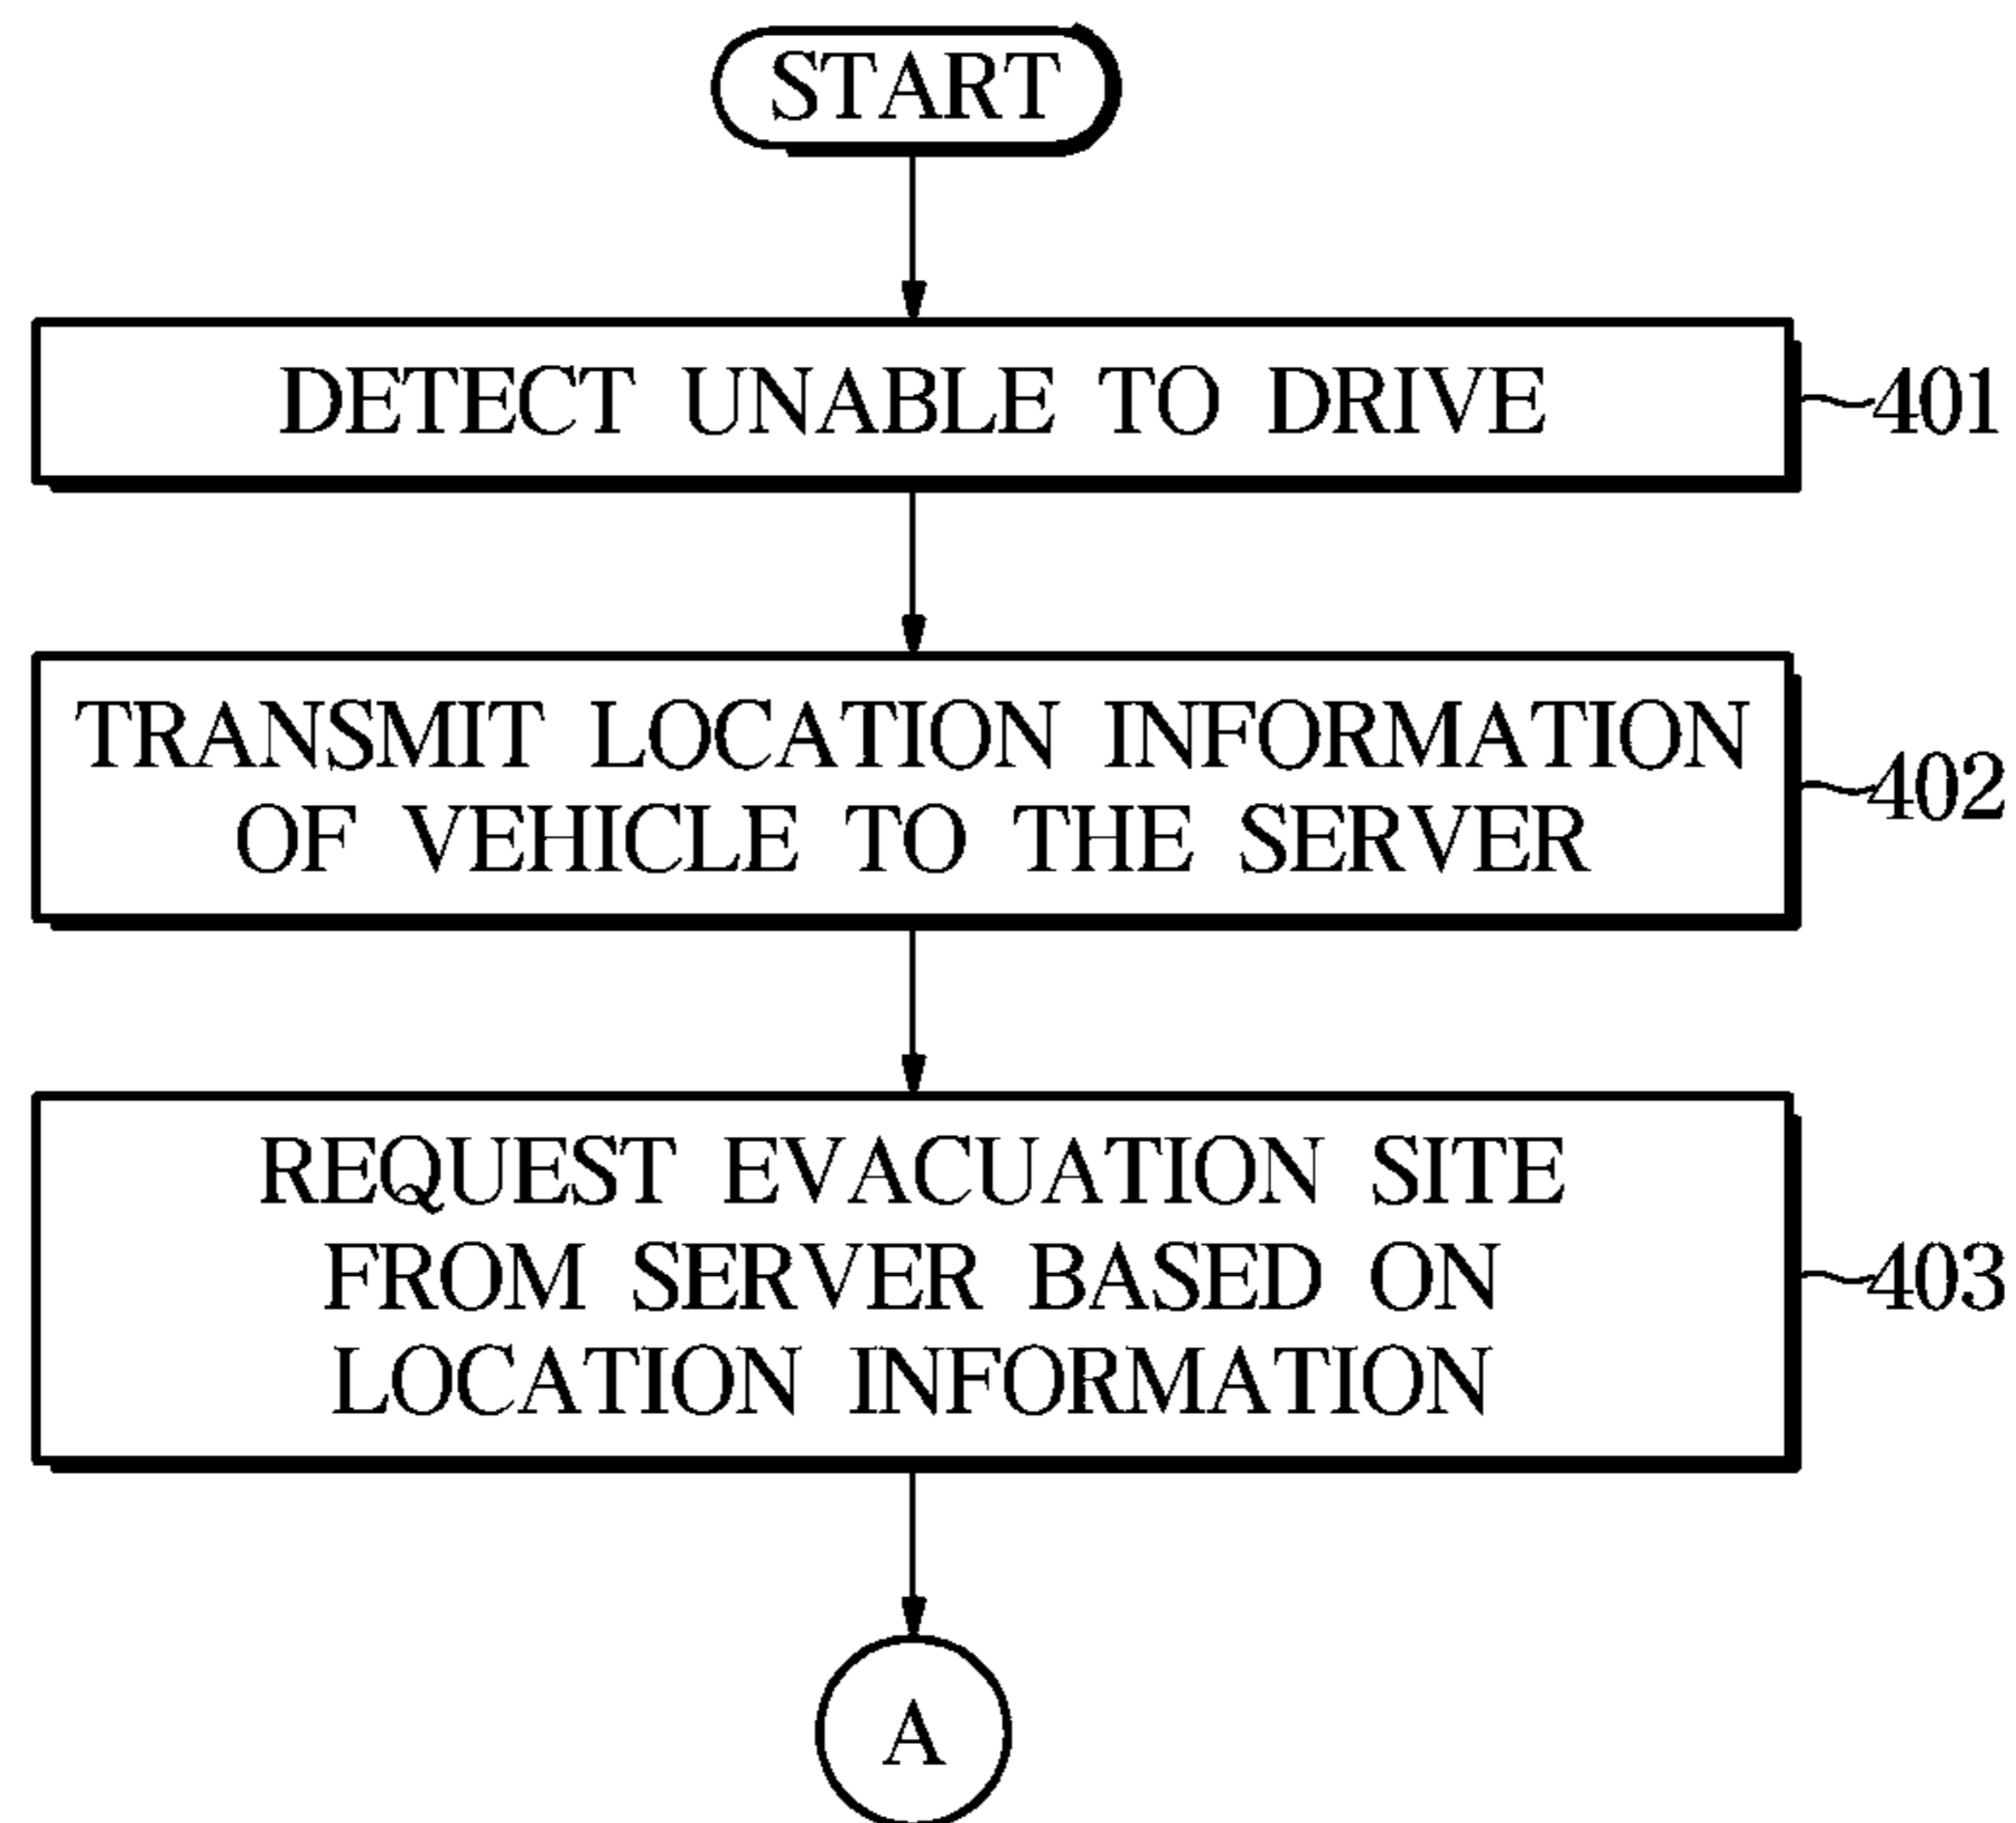 START
DETECT UNABLE TO DRIVE
401
TRANSMIT LOCATION INFORMATION
OF VEHICLE TO THE SERVER
402
REQUEST EVACUATION SITE
FROM SERVER BASED ON
LOCATION INFORMATION
403
A